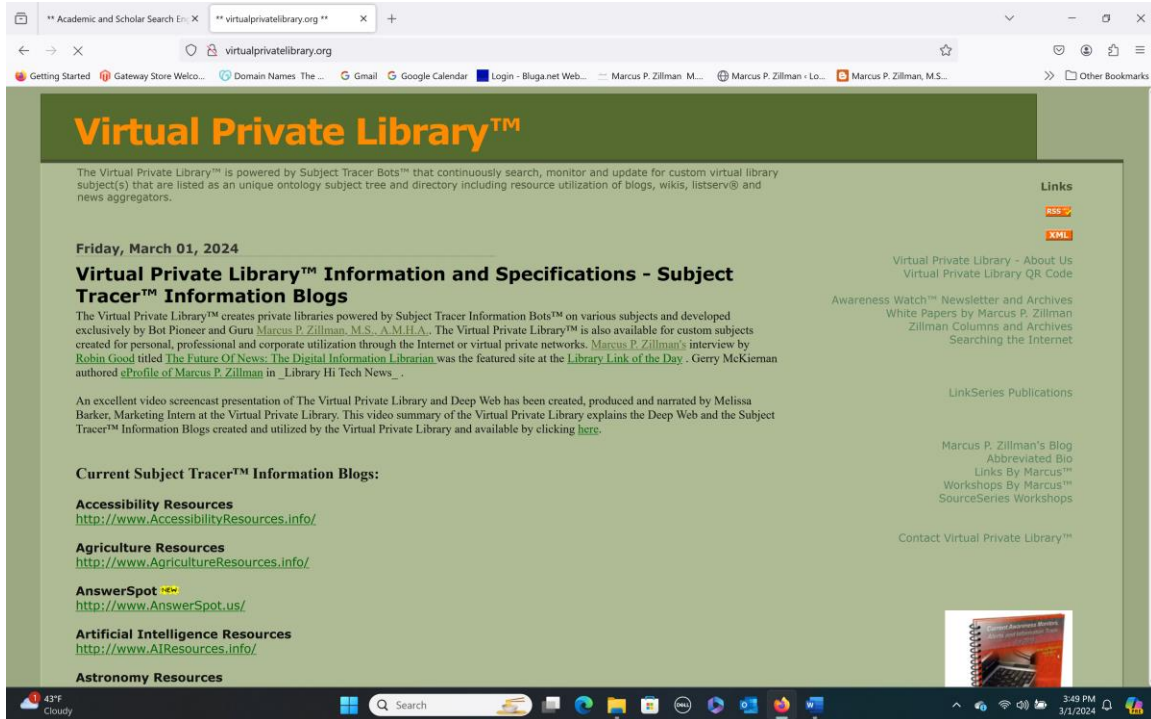 ** Academic and Scholar Search En
** virtualprivatelibrary.org **
virtualprivatelibrary.org
Getting Started
Gateway Store Welco...
Domain Names The ...
Gmail
Google Calendar
Login - Bluga.net Web...
Marcus P. Zillman M....
Marcus P. Zillman ‹ Lo...
Marcus P. Zillman, M.S...
Other Bookmarks
Virtual Private Library™
The Virtual Private Library™ is powered by Subject Tracer Bots™ that continuously search, monitor and update for custom virtual library
subject(s) that are listed as an unique ontology subject tree and directory including resource utilization of blogs, wikis, listserv® and
news aggregators.
Friday, March 01, 2024
Virtual Private Library™ Information and Specifications - Subject
Tracer™ Information Blogs
The Virtual Private Library™ creates private libraries powered by Subject Tracer Information Bots™ on various subjects and developed
exclusively by Bot Pioneer and Guru Marcus P. Zillman, M.S., A.M.H.A.. The Virtual Private Library™ is also available for custom subjects
created for personal, professional and corporate utilization through the Internet or virtual private networks. Marcus P. Zillman's interview by
Robin Good titled The Future Of News: The Digital Information Librarian was the featured site at the Library Link of the Day . Gerry McKiernan
authored eProfile of Marcus P. Zillman in _Library Hi Tech News_ .
An excellent video screencast presentation of The Virtual Private Library and Deep Web has been created, produced and narrated by Melissa
Barker, Marketing Intern at the Virtual Private Library. This video summary of the Virtual Private Library explains the Deep Web and the Subject
Tracer™ Information Blogs created and utilized by the Virtual Private Library and available by clicking here.
Current Subject Tracer™ Information Blogs:
Accessibility Resources
http://www.AccessibilityResources.info/
Agriculture Resources
http://www.AgricultureResources.info/
AnswerSpot NEW
http://www.AnswerSpot.us/
Artificial Intelligence Resources
http://www.AIResources.info/
Astronomy Resources
Links
RSS
XML
Virtual Private Library - About Us
Virtual Private Library QR Code
Awareness Watch™ Newsletter and Archives
White Papers by Marcus P. Zillman
Zillman Columns and Archives
Searching the Internet
LinkSeries Publications
Marcus P. Zillman's Blog
Abbreviated Bio
Links By Marcus™
Workshops By Marcus™
SourceSeries Workshops
Contact Virtual Private Library™
1
43°F
Cloudy
Search
DELL
3:49 PM
3/1/2024